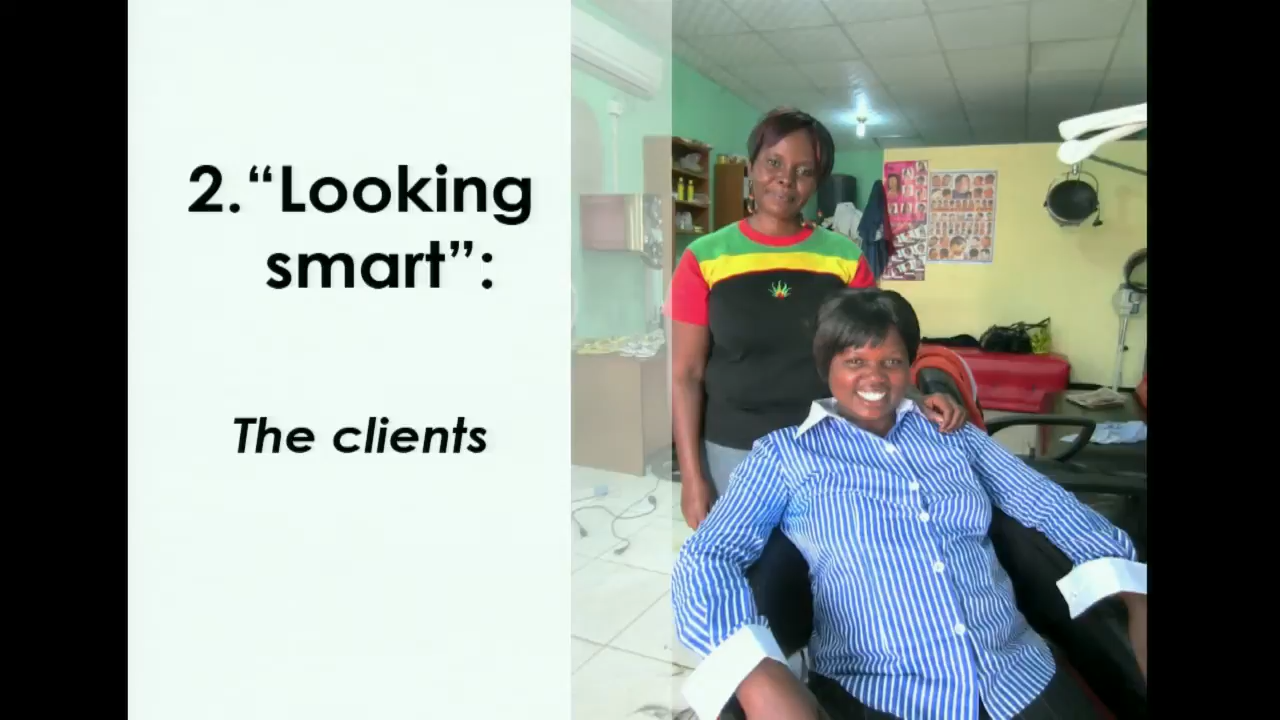 2. “Looking
smart”:
The clients